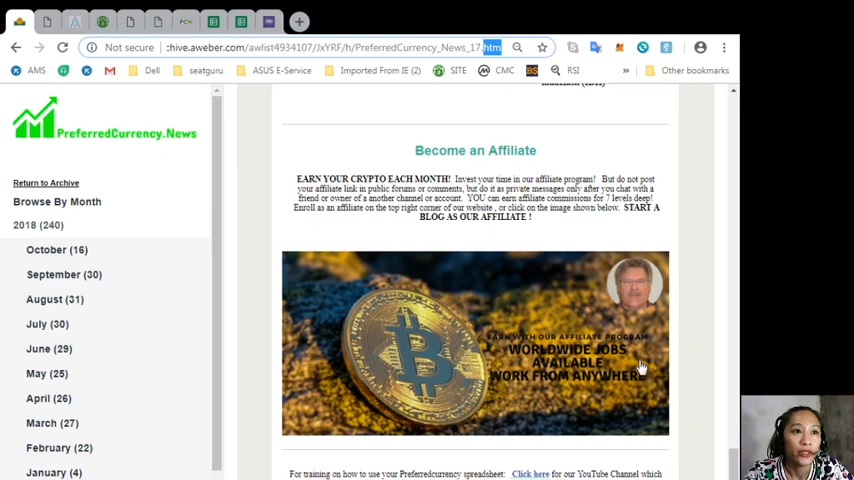 PCN
Not secure
:hive.aweber.com/awlist4934107/JxYRF/h/PreferredCurrency_News_17.htm
AMS
Dell
seatguru
ASUS E-Service
Imported From IE (2)
SITE
CMC
BS
RSI
»
Other bookmarks
PreferredCurrency.News
Return to Archive
Browse By Month
2018 (240)
October (16)
September (30)
August (31)
July (30)
June (29)
May (25)
April (26)
March (27)
February (22)
January (4)
Become an Affiliate
EARN YOUR CRYPTO EACH MONTH! Invest your time in our affiliate program! But do not post
your affiliate link in public forums or comments, but do it as private messages only after you chat with a
friend or owner of a another channel or account. YOU can earn affiliate commissions for 7 levels deep!
Enroll as an affiliate on the top right corner of our website , or click on the image shown below. START A
BLOG AS OUR AFFILIATE !
EARN WITH OUR AFFILIATE PROGRAM
WORLDWIDE JOBS
AVAILABLE
WORK FROM ANYWHERE
For training on how to use your Preferredcurrency spreadsheet: Click here for our YouTube Channel which